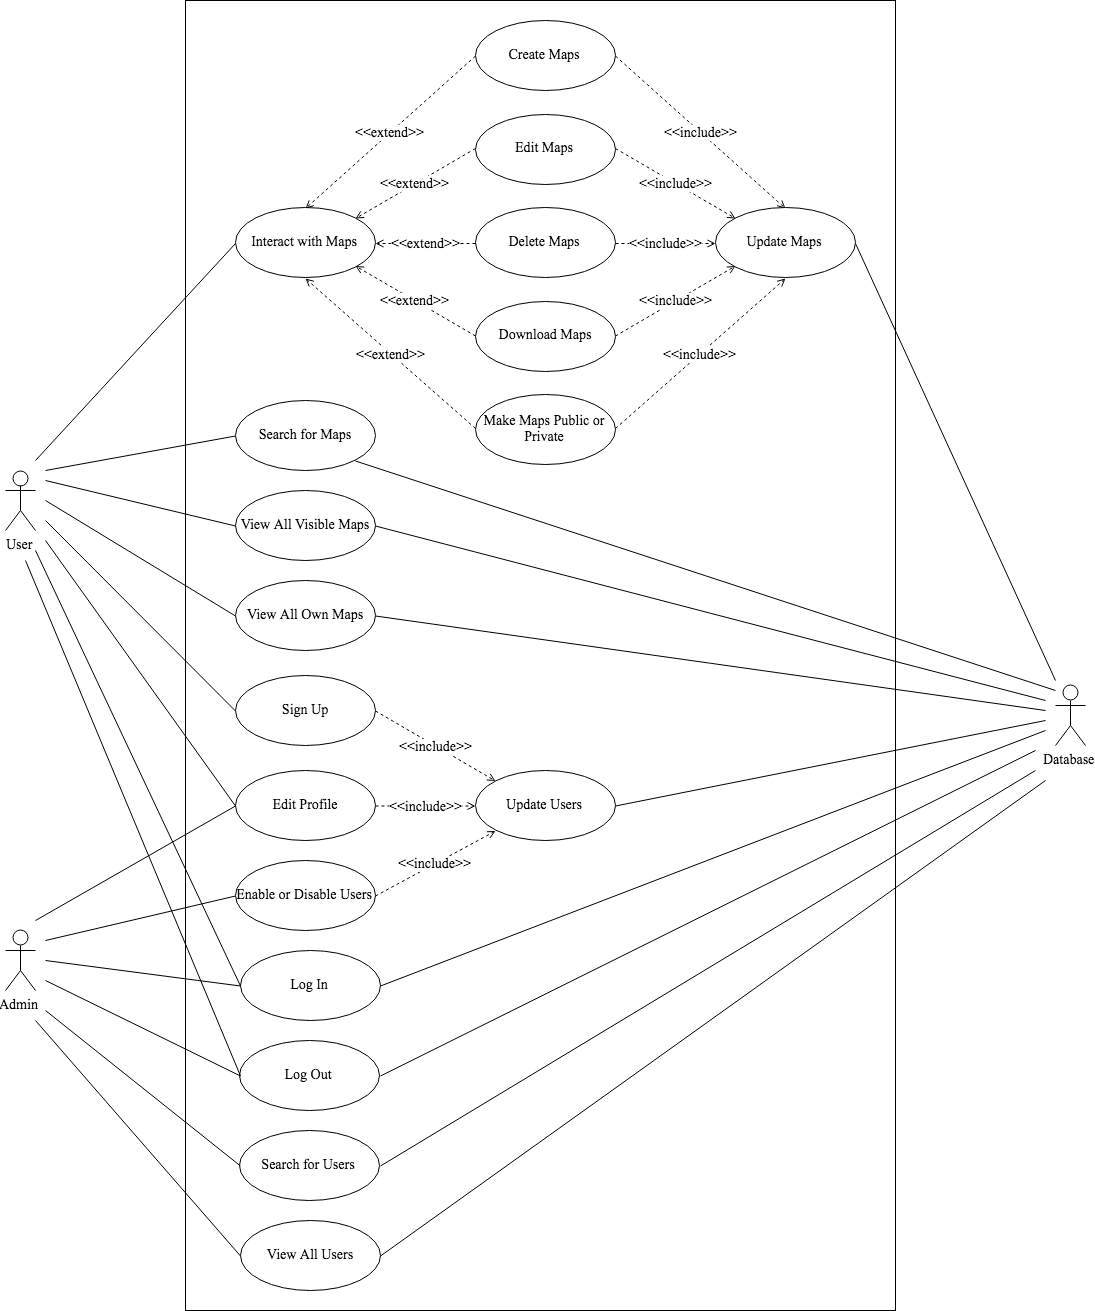 Create Maps
<<extend>>
<<include>>
Edit Maps
<<extend>>
<<include>>
Interact with Maps
<<extend>>
Delete Maps
<<include>>
Update Maps
<<extend>>
<<include>>
Download Maps
<<extend>>
<<include>>
Make Maps Public or
Private
Search for Maps
View All Visible Maps
User
View All Own Maps
Sign Up
<<include>>
Database
Edit Profile
<<include>>
Update Users
<<include>>
Enable or Disable Users
Log In
Admin
Log Out
Search for Users
View All Users